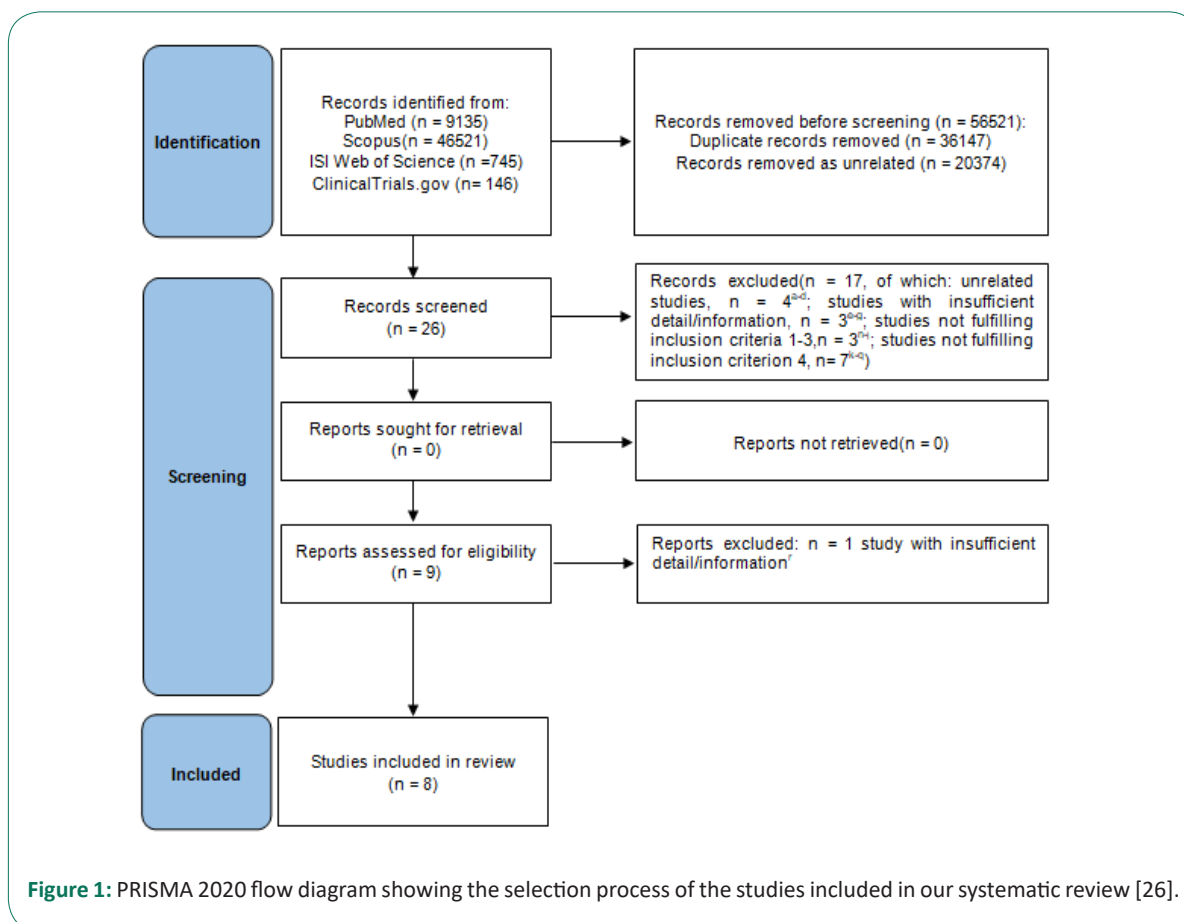 Identification
Records identified from:
PubMed (n = 9135)
Scopus(n = 46521)
ISI Web of Science (n =745)
ClinicalTrials.gov (n= 146)
Records removed before screening (n = 56521):
Duplicate records removed (n = 36147)
Records removed as unrelated (n = 20374)
Screening
Records screened
(n = 26)
Records excluded(n = 17, of which: unrelated
studies, n = 4a-d; studies with insufficient
detail/information, n = 3; studies not fulfilling
inclusion criteria 1-3,n = 3; studies not fulfilling
inclusion criterion 4, n= 7k-q)
Reports sought for retrieval
(n = 0)
Reports not retrieved(n = 0)
Reports assessed for eligibility
(n = 9)
Reports excluded: n = 1 study with insufficient
detail/informationr
Included
Studies included in review
(n = 8)
Figure 1: PRISMA 2020 flow diagram showing the selection process of the studies included in our systematic review [26].